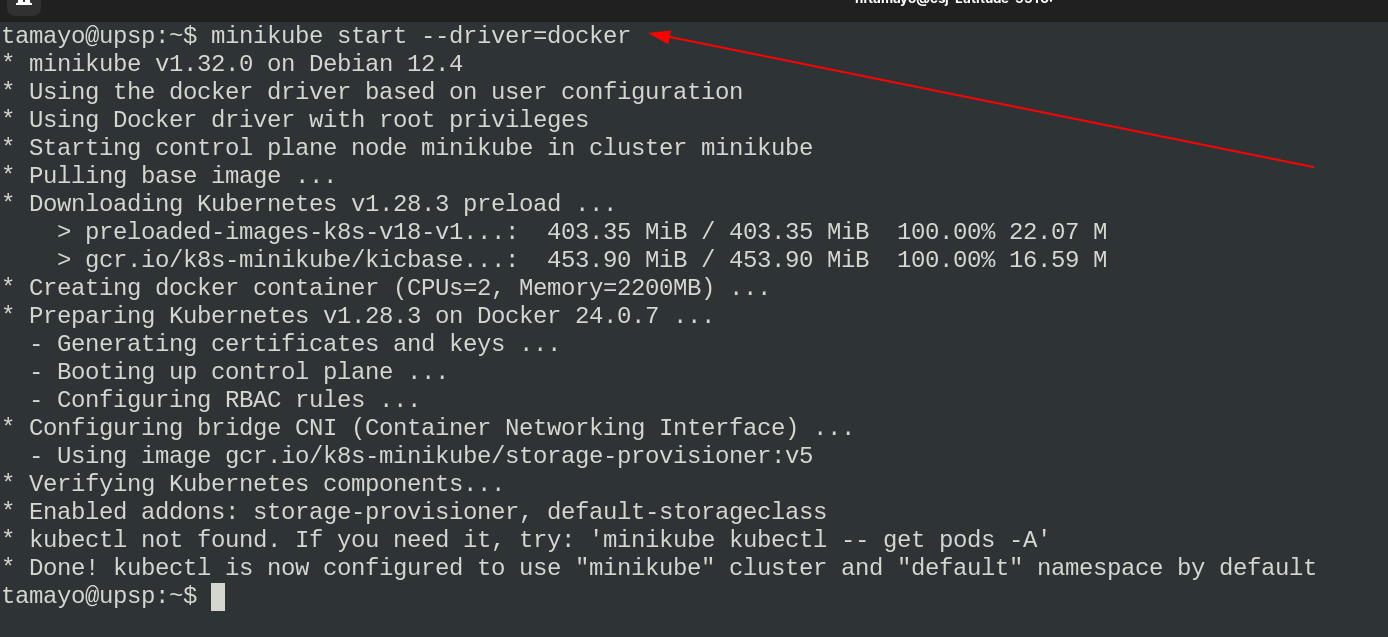 tamayo@upsp:~$ minikube start --driver=docker
* minikube v1.32.0 on Debian 12.4
* Using the docker driver based on user configuration
* Using Docker driver with root privileges
* Starting control plane node minikube in cluster minikube
* Pulling base image ...
* Downloading Kubernetes v1.28.3 preload ...
    > preloaded-images-k8s-v18-v1...:  403.35 MiB / 403.35 MiB  100.00% 22.07 M
    > gcr.io/k8s-minikube/kicbase...:  453.90 MiB / 453.90 MiB  100.00% 16.59 M
* Creating docker container (CPUs=2, Memory=2200MB) ...
* Preparing Kubernetes v1.28.3 on Docker 24.0.7 ...
  - Generating certificates and keys ...
  - Booting up control plane ...
  - Configuring RBAC rules ...
* Configuring bridge CNI (Container Networking Interface) ...
  - Using image gcr.io/k8s-minikube/storage-provisioner:v5
* Verifying Kubernetes components...
* Enabled addons: storage-provisioner, default-storageclass
* kubectl not found. If you need it, try: 'minikube kubectl -- get pods -A'
* Done! kubectl is now configured to use "minikube" cluster and "default" namespace by default
tamayo@upsp:~$